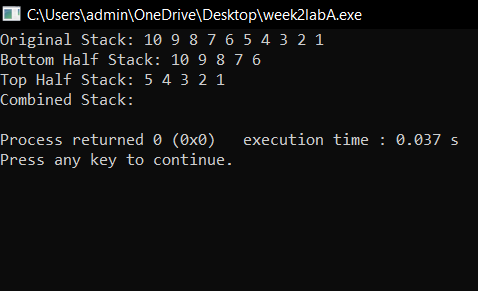 C:\Users\admin\OneDrive\Desktop\week2labA.exe
Original Stack: 10 9 8 7 6 5 4 3 2 1
Bottom Half Stack: 10 9 8 7 6
Top Half Stack: 5 4 3 2 1
Combined Stack:
Process returned 0 (0x0)   execution time : 0.037 s
Press any key to continue.